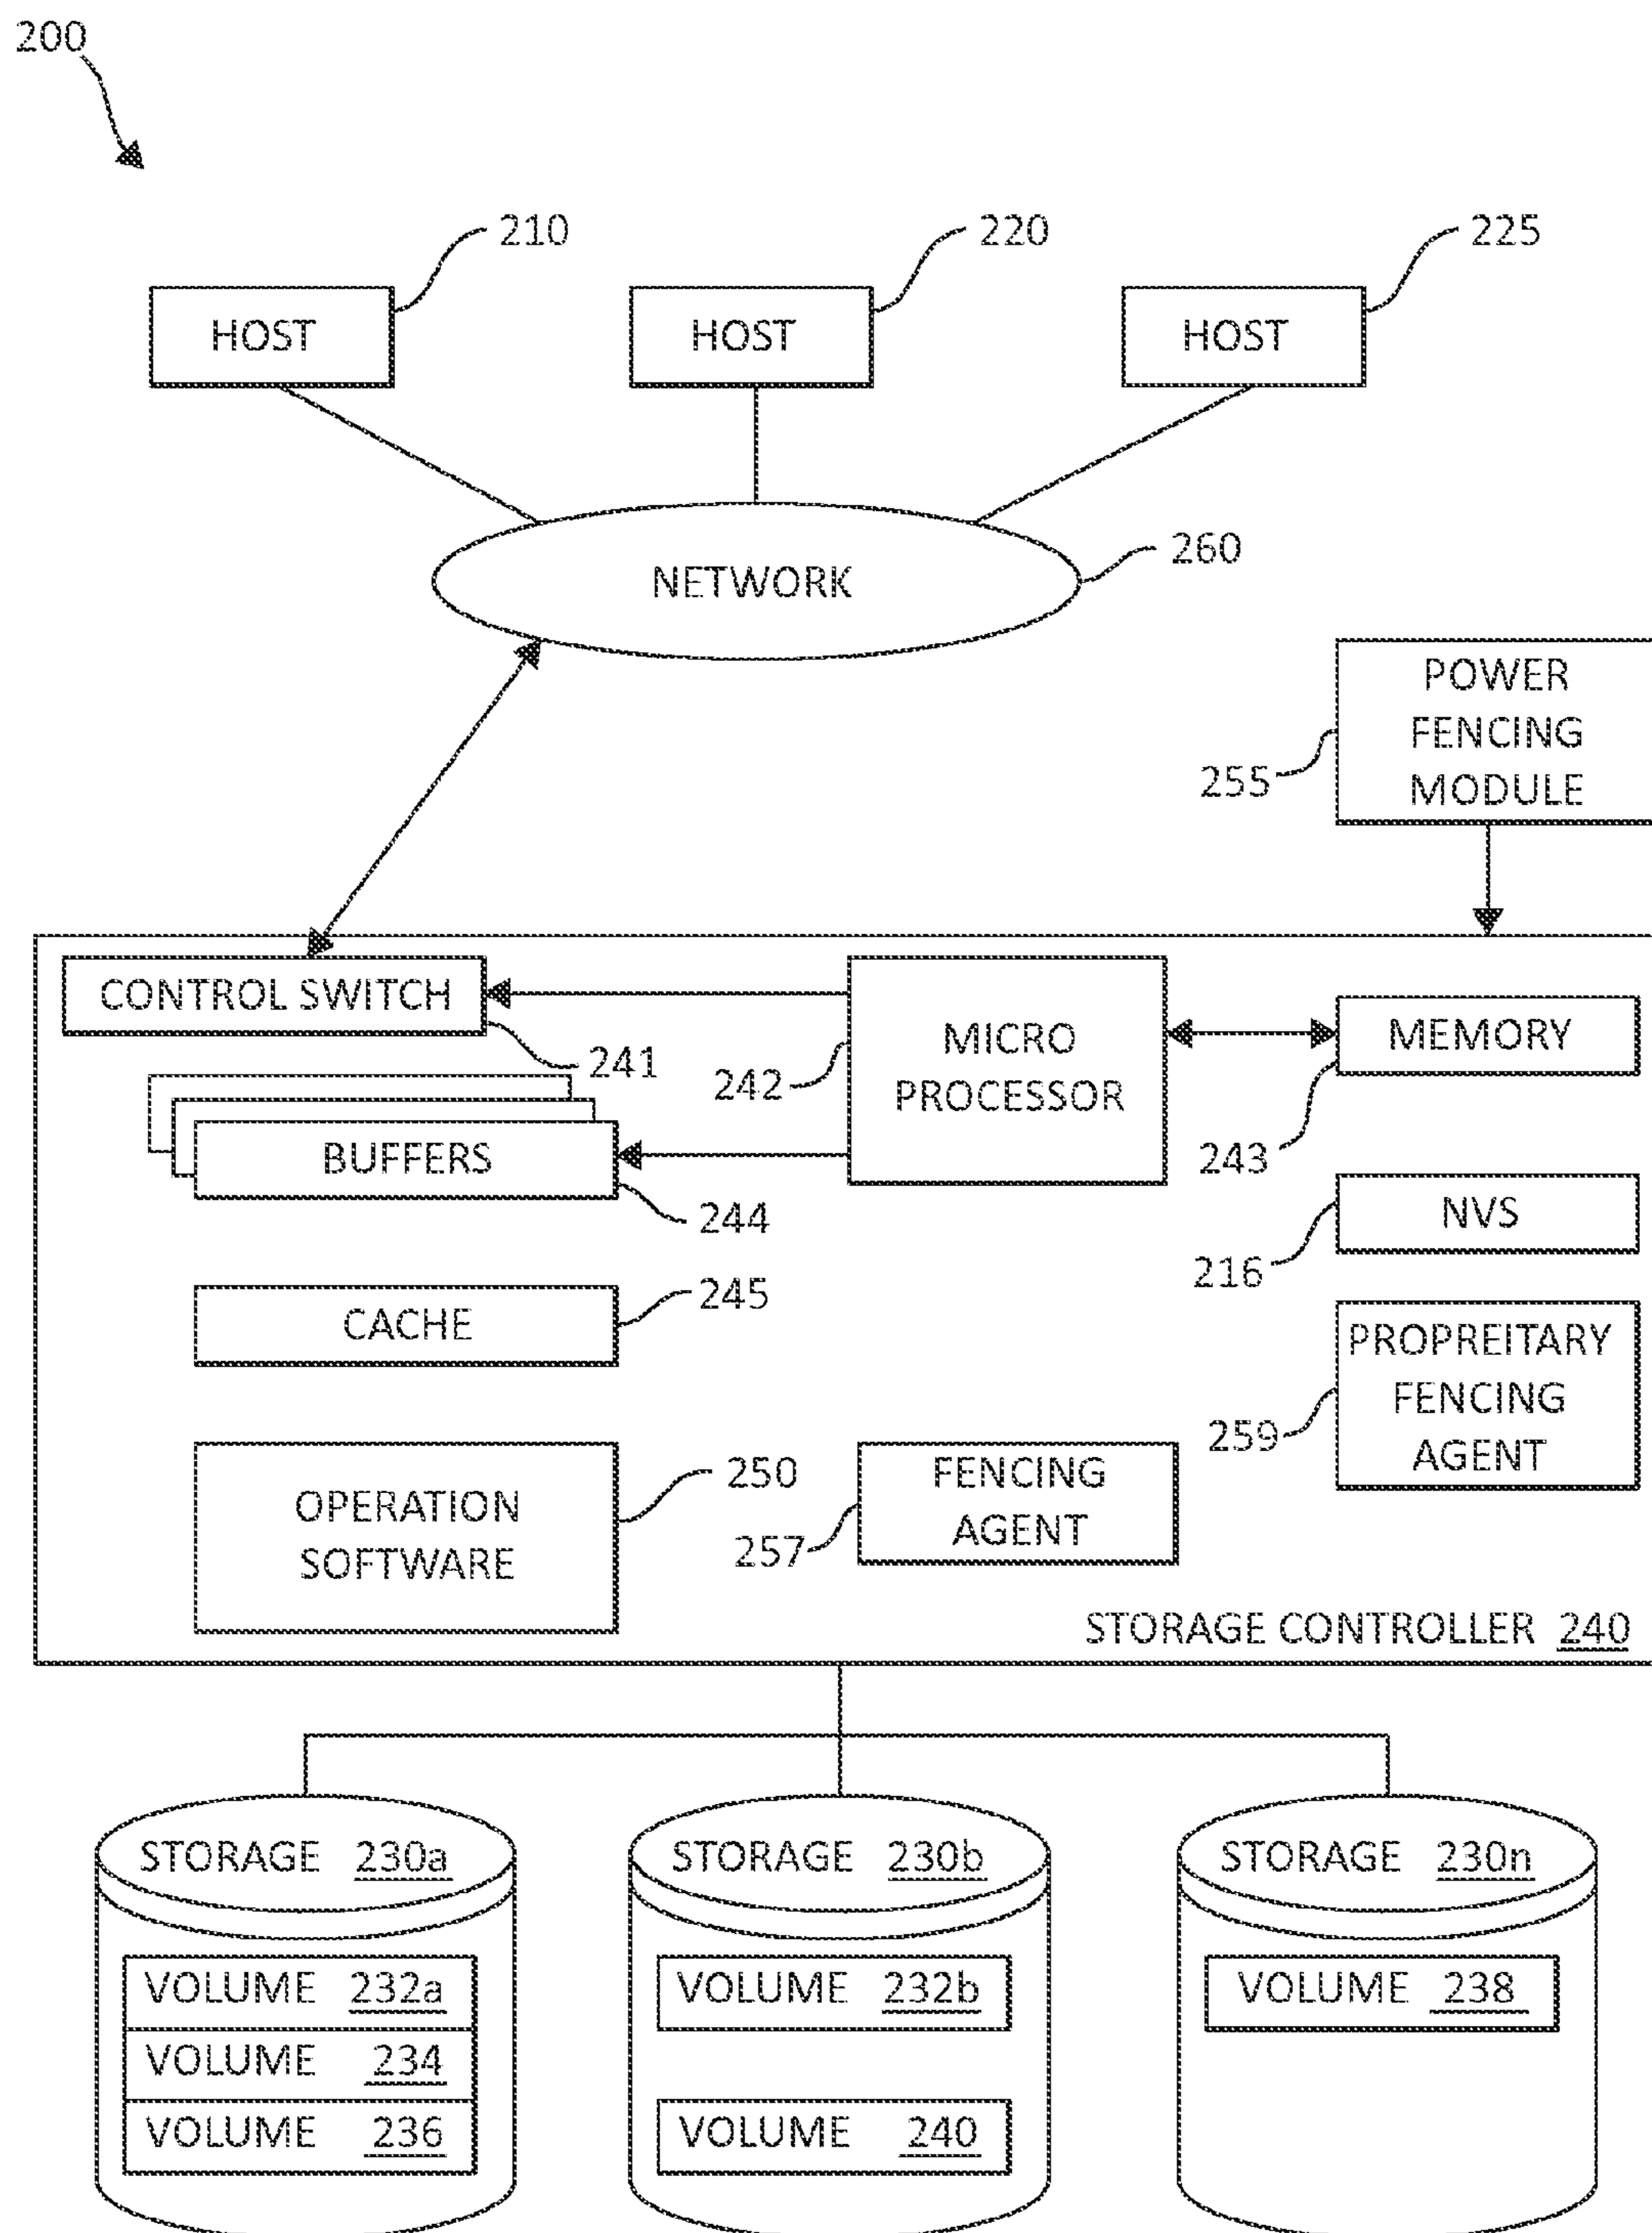 200
210
220
225
HOST
HOST
HOST
260
NETWORK
POWER
FENCING
MODULE
255
CONTROL SWITCH
241
MICRO
PROCESSOR
242
MEMORY
243
BUFFERS
244
NVS
216
CACHE
245
PROPREITARY
FENCING
AGENT
259
OPERATION
SOFTWARE
250
FENCING
AGENT
257
STORAGE CONTROLLER 240
STORAGE 230a
STORAGE 230b
STORAGE 230n
VOLUME 232a
VOLUME 234
VOLUME 236
VOLUME 232b
VOLUME 240
VOLUME 238